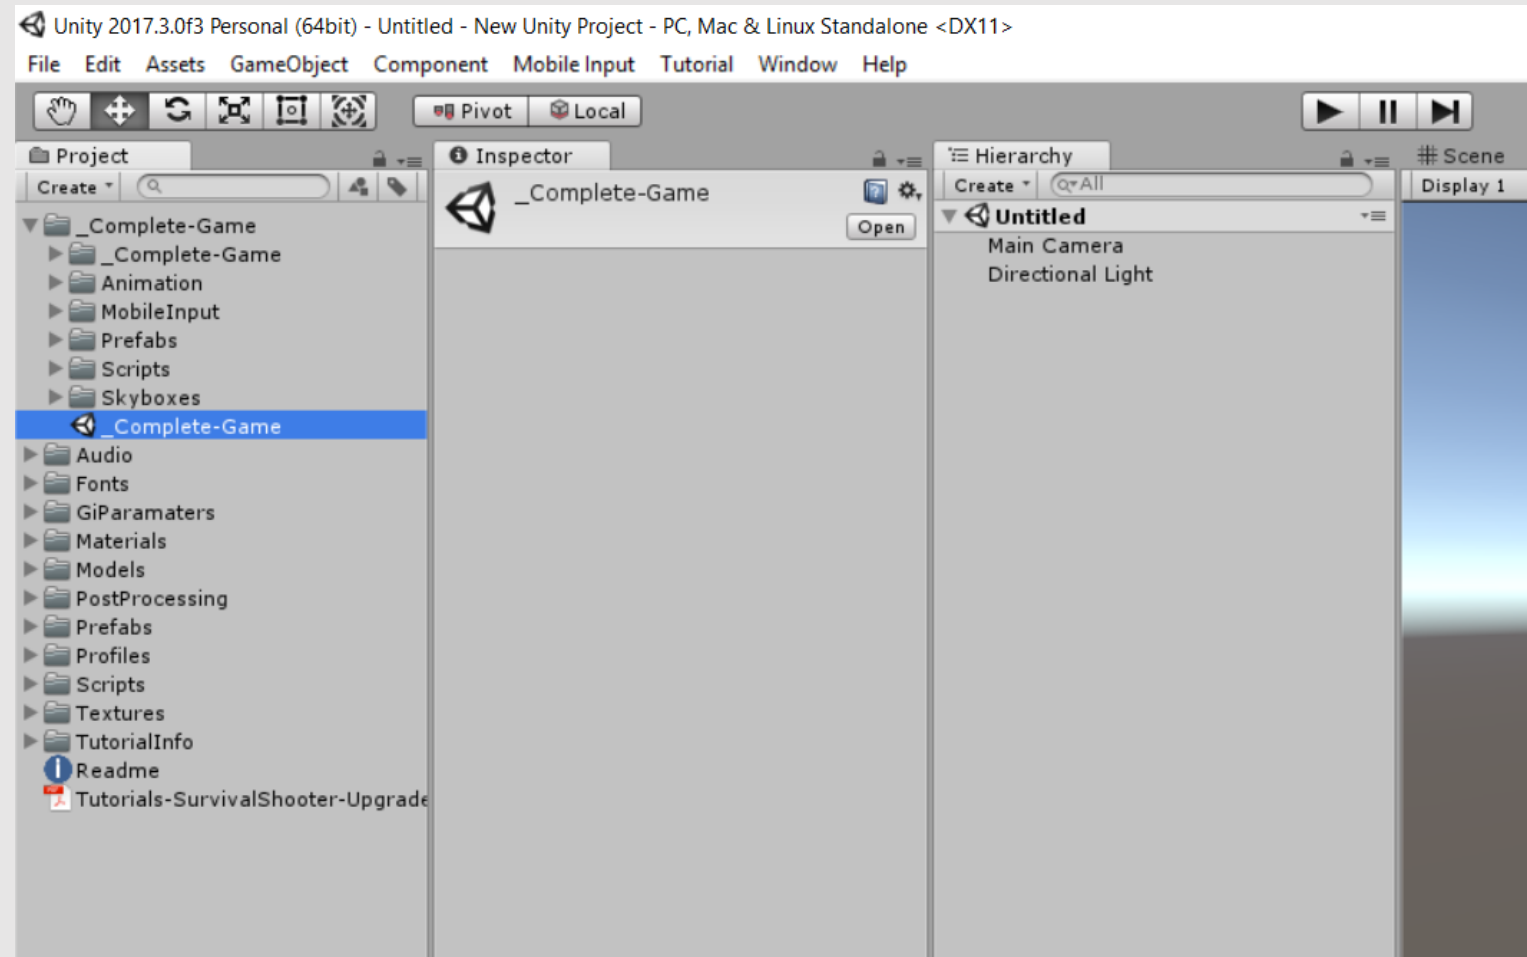 Unity 2017.3.0f3 Personal (64bit) - Untitled - New Unity Project - PC, Mac & Linux Standalone <DX11>
File Edit Assets GameObject Component Mobile Input Tutorial Window Help
Pivot Local
Project
Create
_Complete-Game
_Complete-Game
Animation
MobileInput
Prefabs
Scripts
Skyboxes
_Complete-Game
Audio
Fonts
GiParamaters
Materials
Models
PostProcessing
Prefabs
Profiles
Scripts
Textures
TutorialInfo
Readme
Tutorials-SurvivalShooter-Upgrade
Inspector
_Complete-Game
Open
Hierarchy
Create All
Untitled
Main Camera
Directional Light
Scene
Display 1